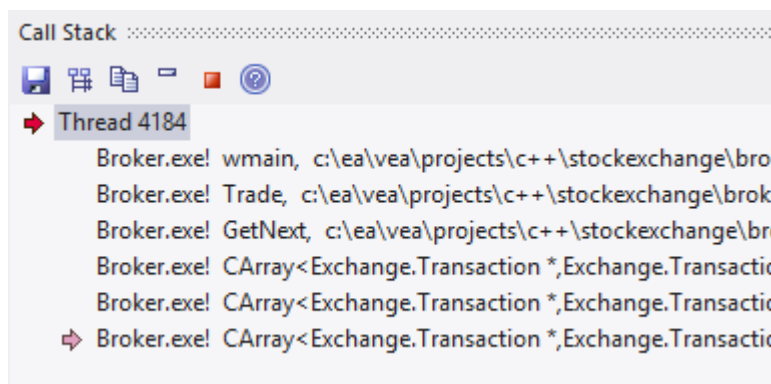 Call Stack
Thread 4184
Broker.exe! wmain, c:\ea\vea\projects\c++\stockexchange\bro
Broker.exe! Trade, c:\ea\vea\projects\c++\stockexchange\brok
Broker.exe! GetNext, c:\ea\vea\projects\c++\stockexchange\br
Broker.exe! CArray<Exchange.Transaction *,Exchange.Transactio
Broker.exe! CArray<Exchange.Transaction *,Exchange.Transactio
Broker.exe! CArray<Exchange.Transaction *,Exchange.Transactio